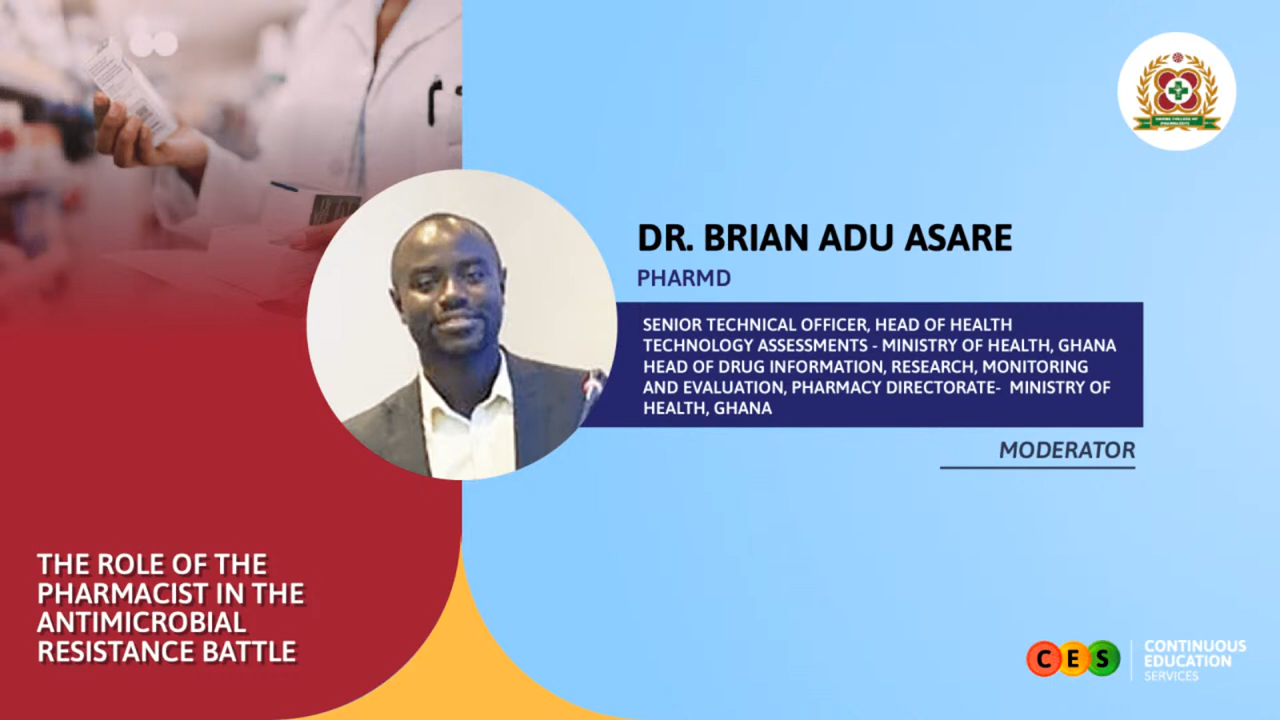 DR. BRIAN ADU ASARE
PHARMD
SENIOR TECHNICAL OFFICER, HEAD OF HEALTH
TECHNOLOGY ASSESSMENTS - MINISTRY OF HEALTH, GHANA
HEAD OF DRUG INFORMATION, RESEARCH, MONITORING
AND EVALUATION, PHARMACY DIRECTORATE- MINISTRY OF
HEALTH, GHANA
MODERATOR
THE ROLE OF THE
PHARMACIST IN THE
ANTIMICROBIAL
RESISTANCE BATTLE
CES
CONTINUOUS
EDUCATION
SERVICES